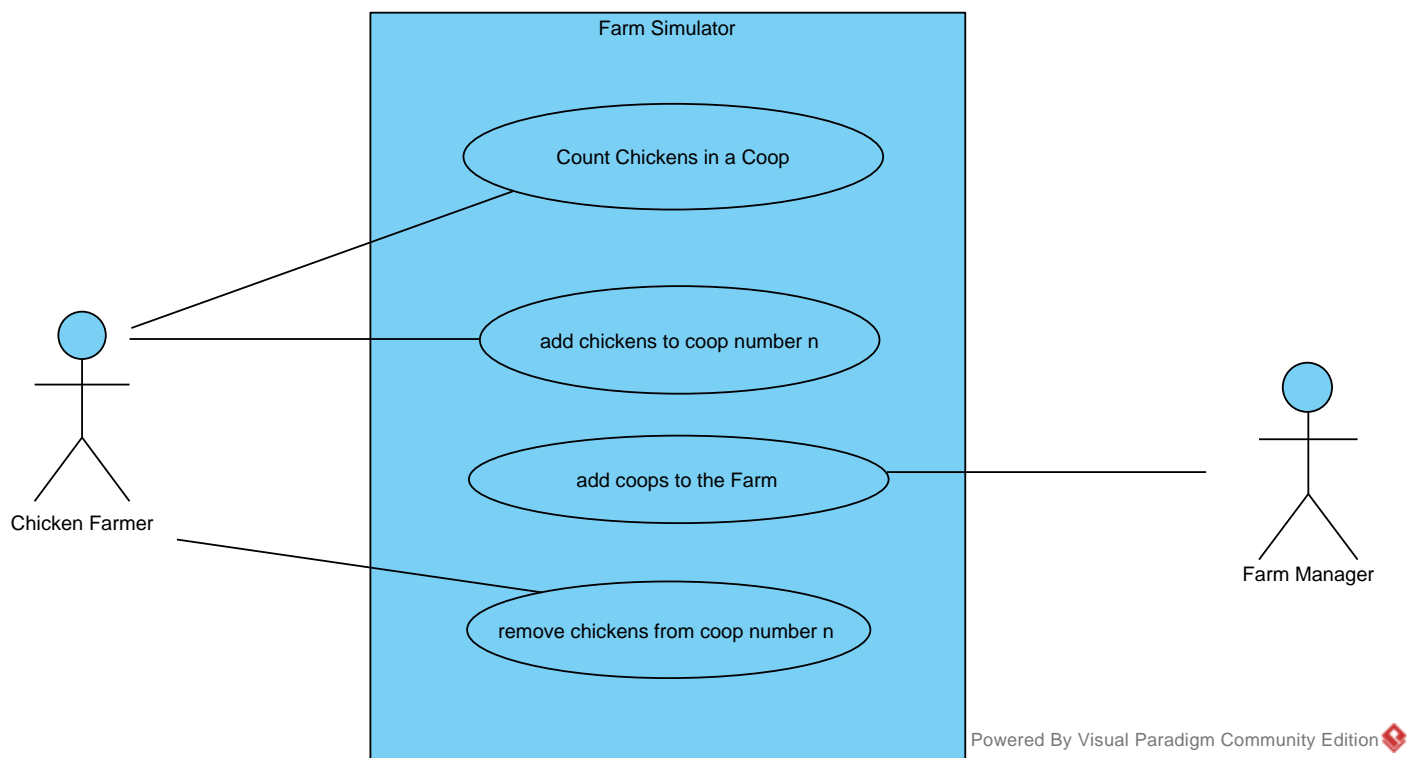 Farm Simulator
Count Chickens in a Coop
add chickens to coop number n
add coops to the Farm
Chicken Farmer
Farm Manager
remove chickens from coop number n
Powered By Visual Paradigm Community Edition